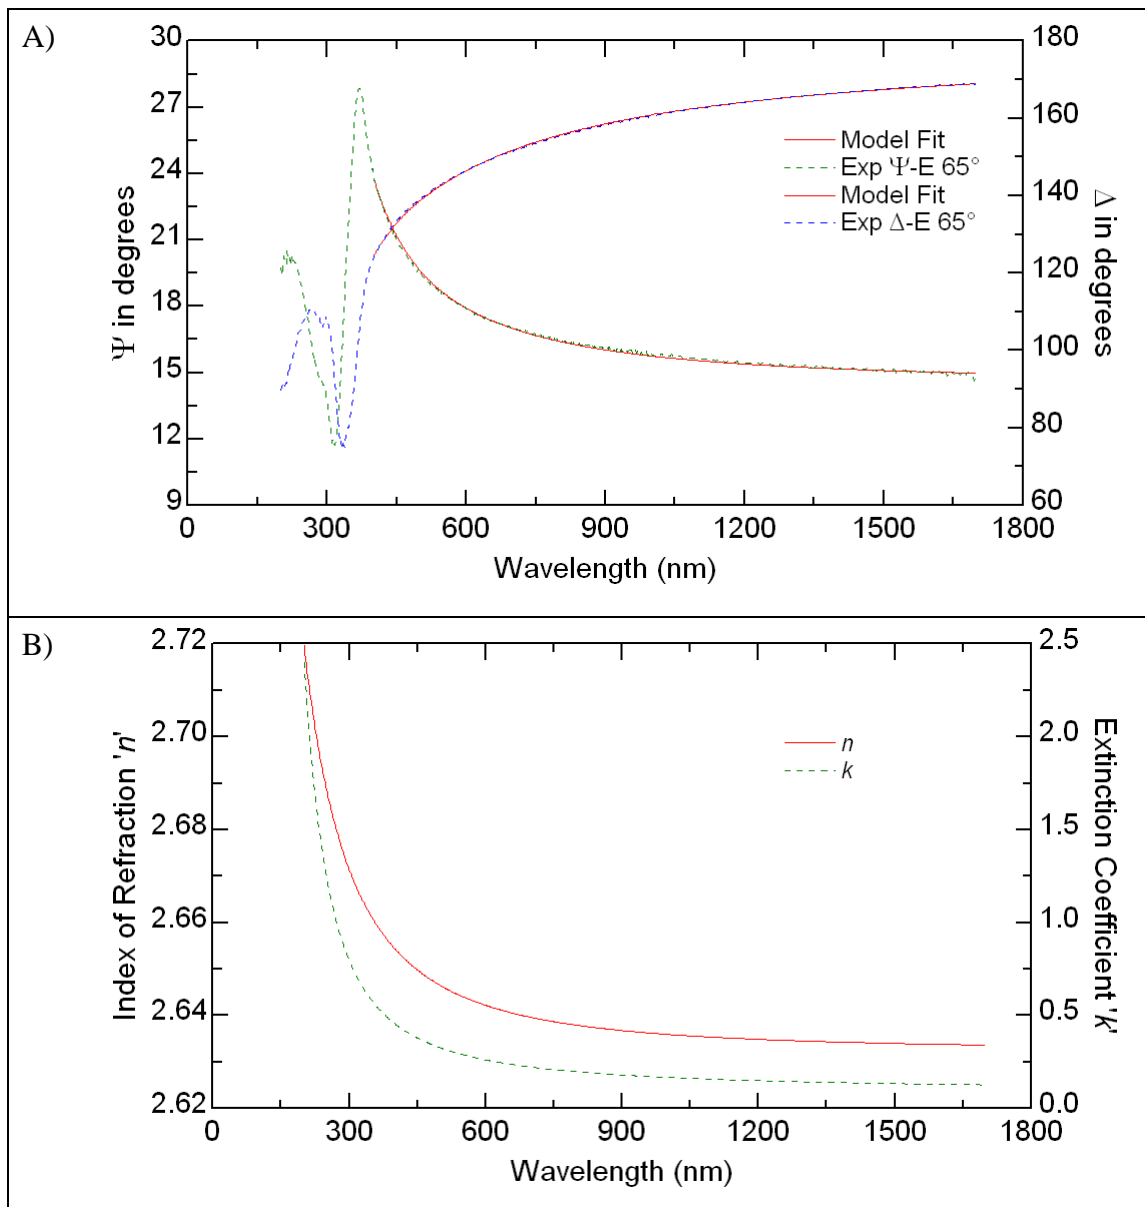 A)
30
27
24
21
18
15
12
9
Ψ in degrees
180
160
140
120
100
80
60
Δ in degrees
Model Fit
Exp Ψ-E 65°
Model Fit
Exp Δ-E 65°
0 300 600 900 1200 1500 1800
Wavelength (nm)
B)
2.72
2.70
2.68
2.66
2.64
2.62
Index of Refraction 'n'
2.5
2.0
1.5
1.0
0.5
0.0
Extinction Coefficient 'k'
n
k
0 300 600 900 1200 1500 1800
Wavelength (nm)